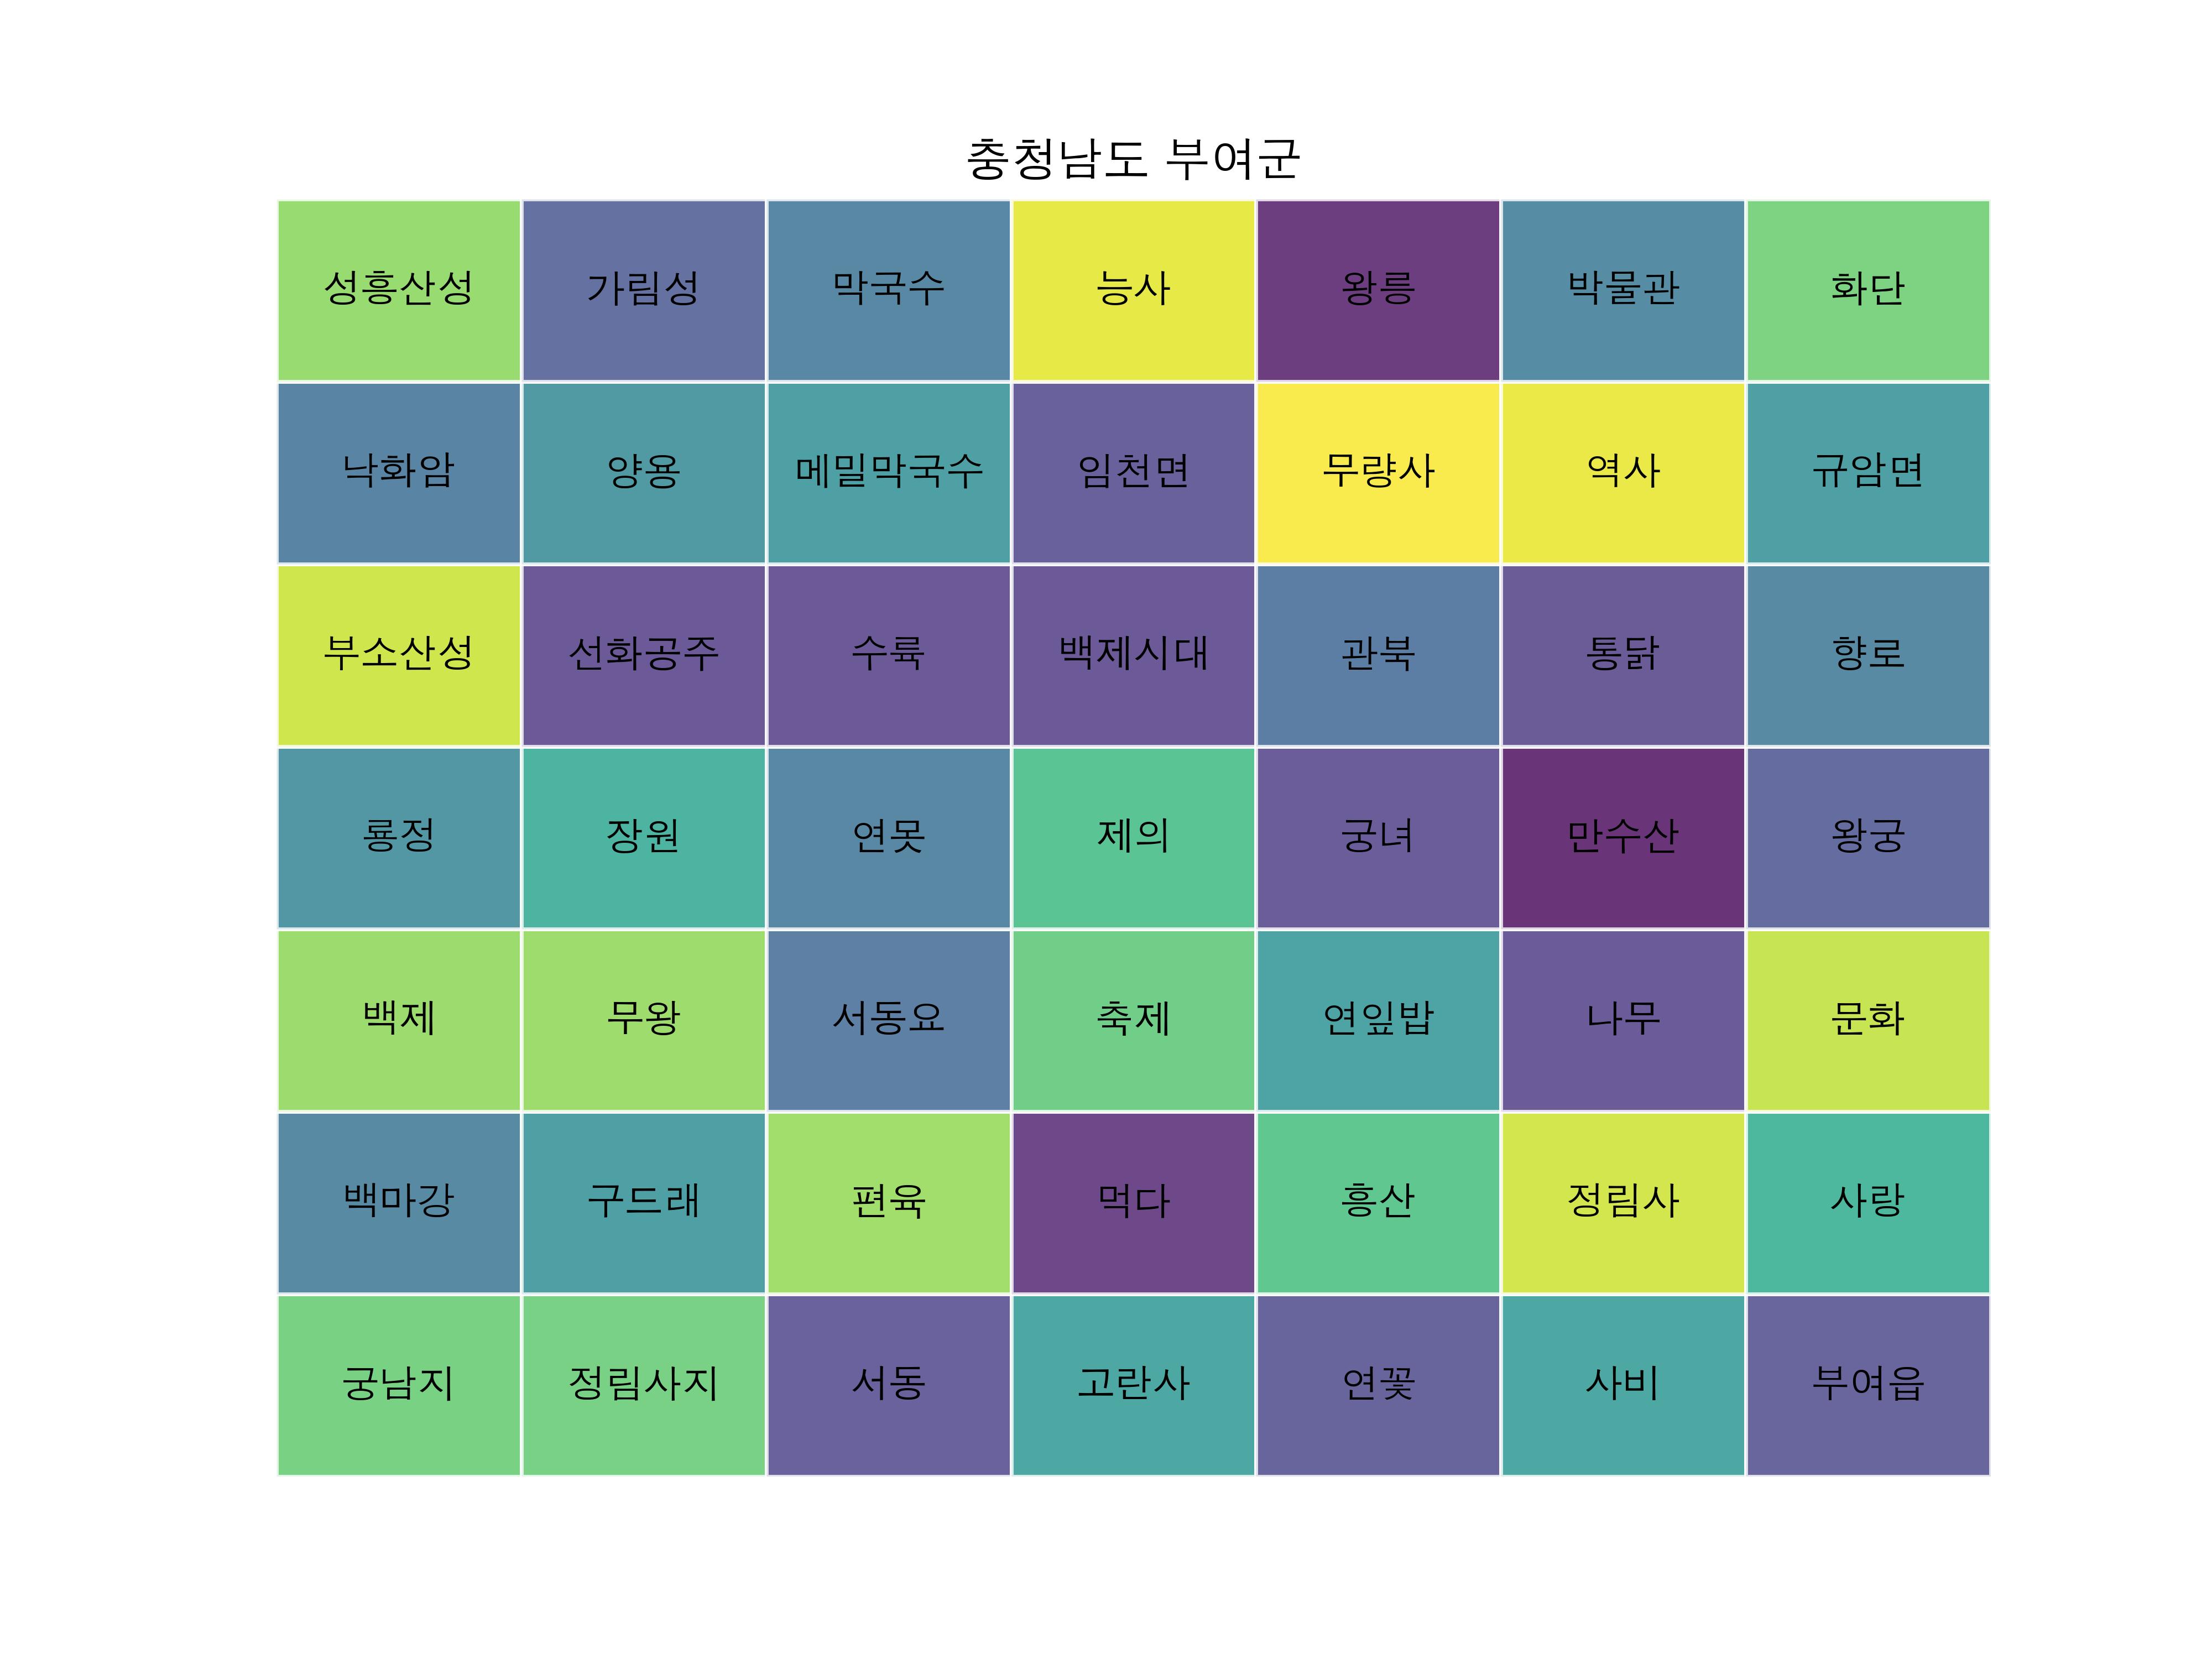 충청남도 부여군
성흥산성 가림성 막국수 능사 왕릉 박물관 화단
낙화암 양용 메밀막국수 임천면 무량사 역사 규암면
부소산성 선화공주 수륙 백제시대 관북 통닭 향로
룡정 장원 연못 제의 궁녀 만수산 왕궁
백제 무왕 서동요 축제 연잎밥 나무 문화
백마강 구드래 편육 먹다 흥산 정림사 사랑
궁남지 정림사지 서동 고란사 연꽃 사비 부여읍